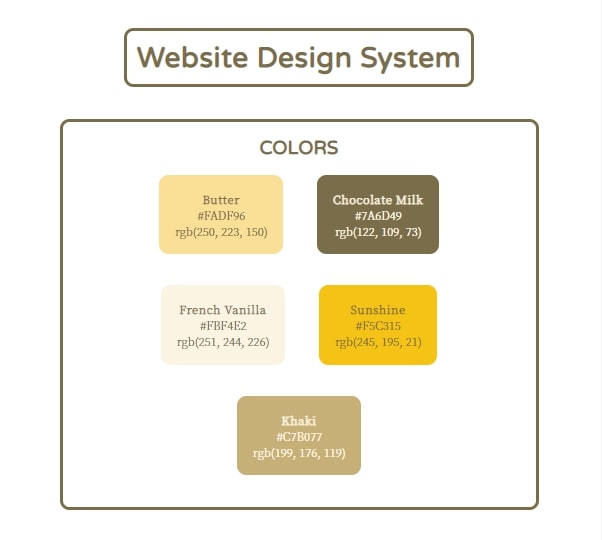 Website Design System
COLORS
Butter
#FADF96
rgb(250, 223, 150)
Chocolate Milk
#7A6D49
rgb(122, 109, 73)
French Vanilla
#FBF4E2
rgb(251, 244, 226)
Sunshine
#F5C315
rgb(245, 195, 21)
Khaki
#C7B077
rgb(199, 176, 119)